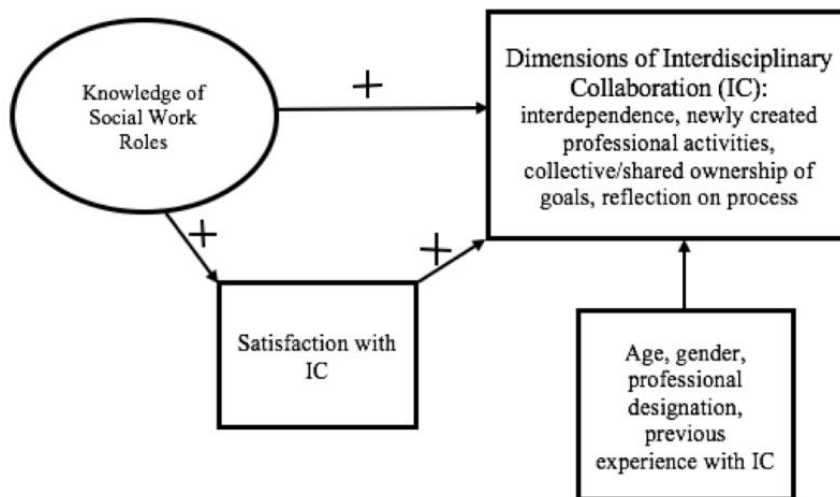 Knowledge of
Social Work
Roles
+
Dimensions of Interdisciplinary
Collaboration (IC):
interdependence, newly created
professional activities,
collective/shared ownership of
goals, reflection on process
+
+
Satisfaction with
IC
Age, gender,
professional
designation,
previous
experience with IC